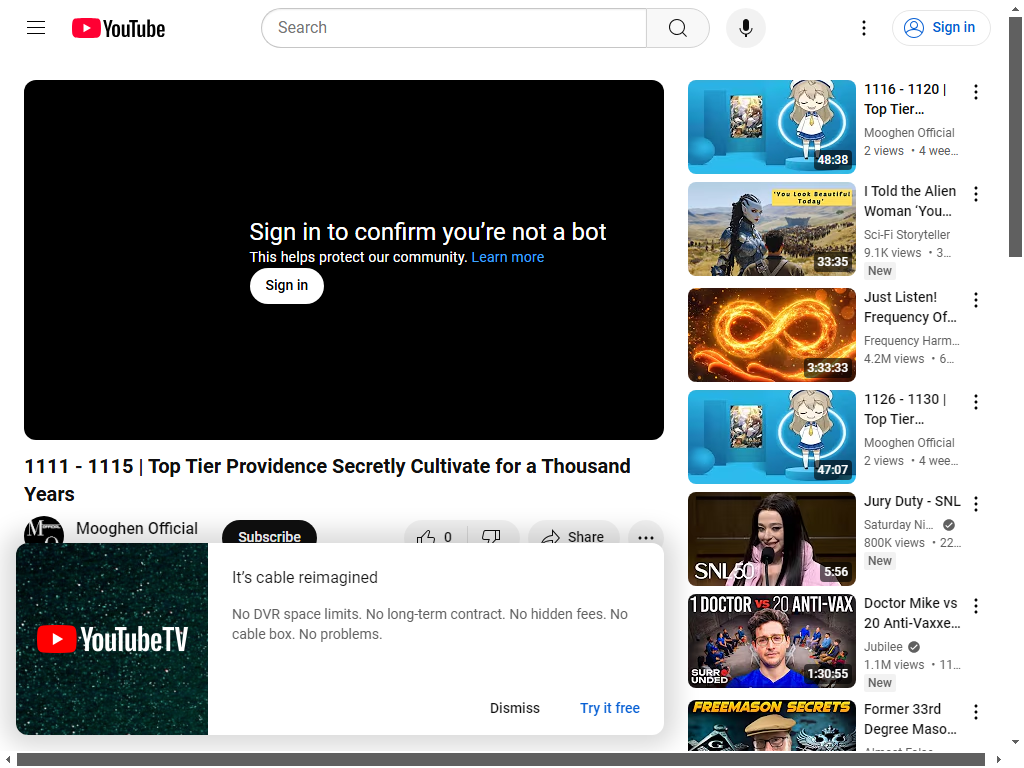 YouTube
Search
Sign in
Sign in to confirm you’re not a bot
This helps protect our community. Learn more
Sign in
1111 - 1115 | Top Tier Providence Secretly Cultivate for a Thousand
Years
Mooghen Official
Subscribe
0
Share
YouTubeTV
It’s cable reimagined
No DVR space limits. No long-term contract. No hidden fees. No
cable box. No problems.
Dismiss
Try it free
48:38
1116 - 1120 |
Top Tier…
Mooghen Official
2 views • 4 wee…
'You Look Beautiful
Today'
33:35
I Told the Alien
Woman ‘You…
Sci-Fi Storyteller
9.1K views • 3…
New
3:33:33
Just Listen!
Frequency Of…
Frequency Harm…
4.2M views • 6…
47:07
1126 - 1130 |
Top Tier…
Mooghen Official
2 views • 4 wee…
SNL50
5:56
Jury Duty - SNL
Saturday Ni…
800K views • 22…
New
1 DOCTOR vs 20 ANTI-VAX
SURROUNDED
1:30:55
Doctor Mike vs
20 Anti-Vaxxe…
Jubilee
1.1M views • 11…
New
FREEMASON SECRETS
Former 33rd
Degree Maso…